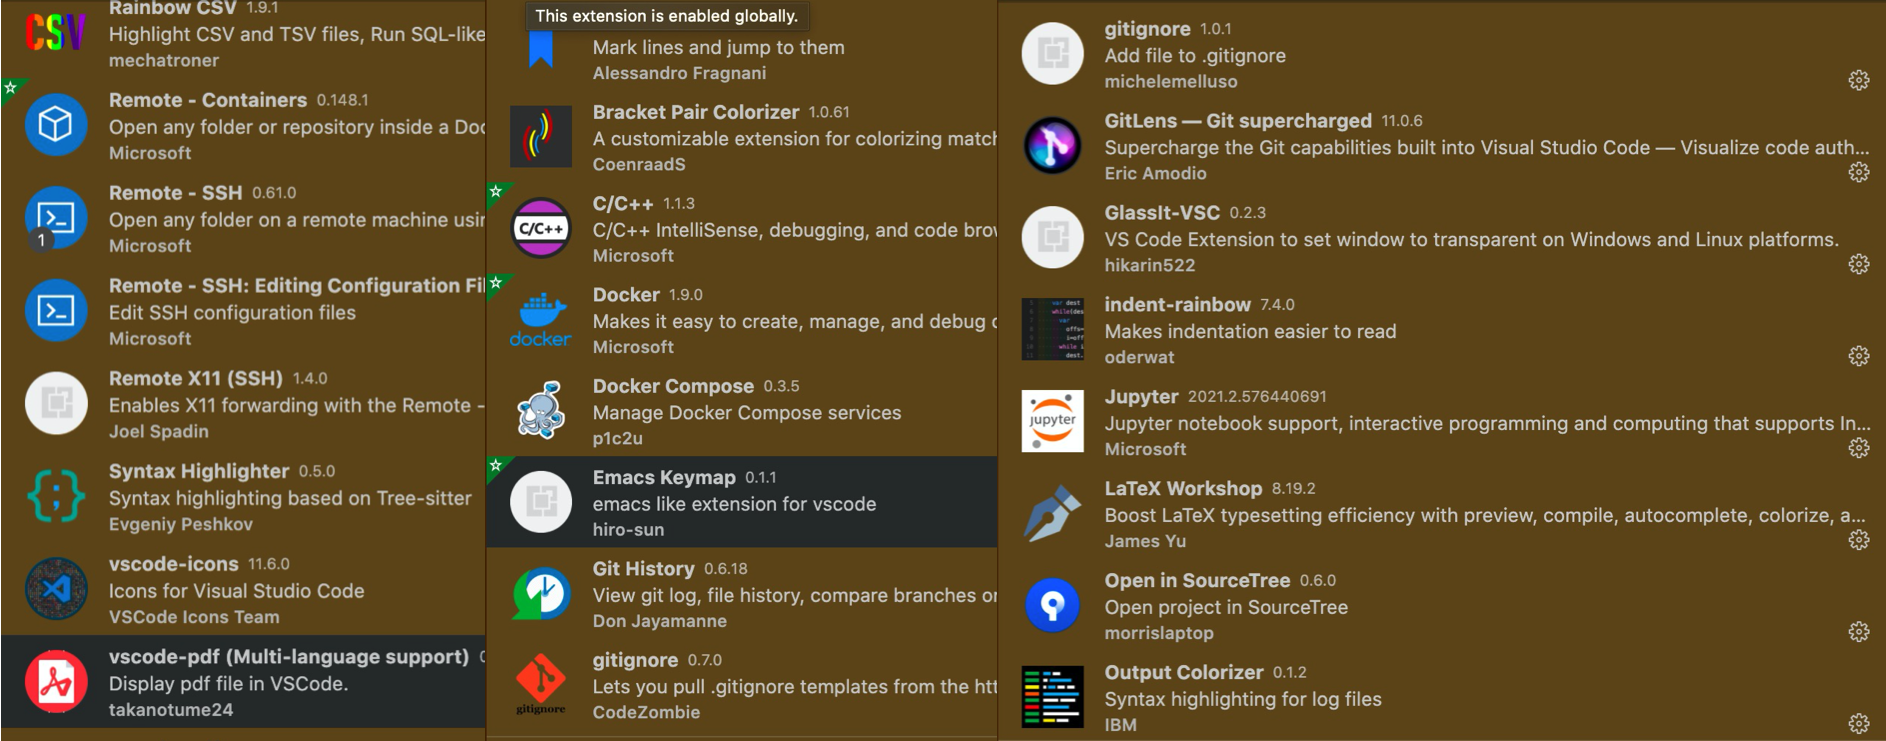 Rainbow CSV 1.9.1
CSV
Highlight CSV and TSV files, Run SQL-like
mechatroner
Remote - Containers 0.148.1
Open any folder or repository inside a Doc
Microsoft
Remote - SSH 0.61.0
Open any folder on a remote machine usin
1
Microsoft
Remote - SSH: Editing Configuration Fil
Edit SSH configuration files
Microsoft
Remote X11 (SSH) 1.4.0
Enables X11 forwarding with the Remote -
Joel Spadin
Syntax Highlighter 0.5.0
Syntax highlighting based on Tree-sitter
Evgeniy Peshkov
vscode-icons 11.6.0
Icons for Visual Studio Code
VSCode Icons Team
vscode-pdf (Multi-language support) 0
Display pdf file in VSCode.
takanotume24
This extension is enabled globally.
Mark lines and jump to them
Alessandro Fragnani
Bracket Pair Colorizer 1.0.61
A customizable extension for colorizing match
CoenraadS
C/C++ 1.1.3
C/C++
C/C++ IntelliSense, debugging, and code brow
Microsoft
Docker 1.9.0
Makes it easy to create, manage, and debug c
docker
Microsoft
Docker Compose 0.3.5
Manage Docker Compose services
p1c2u
Emacs Keymap 0.1.1
emacs like extension for vscode
hiro-sun
Git History 0.6.18
View git log, file history, compare branches or
Don Jayamanne
gitignore 0.7.0
Lets you pull .gitignore templates from the htt
gitignore
CodeZombie
gitignore 1.0.1
Add file to .gitignore
michelemelluso
GitLens — Git supercharged 11.0.6
Supercharge the Git capabilities built into Visual Studio Code — Visualize code auth...
Eric Amodio
GlassIt-VSC 0.2.3
VS Code Extension to set window to transparent on Windows and Linux platforms.
hikarin522
indent-rainbow 7.4.0
Makes indentation easier to read
oderwat
Jupyter 2021.2.576440691
jupyter
Jupyter notebook support, interactive programming and computing that supports In...
Microsoft
LaTeX Workshop 8.19.2
Boost LaTeX typesetting efficiency with preview, compile, autocomplete, colorize, a...
James Yu
Open in SourceTree 0.6.0
Open project in SourceTree
morrislaptop
Output Colorizer 0.1.2
Syntax highlighting for log files
IBM